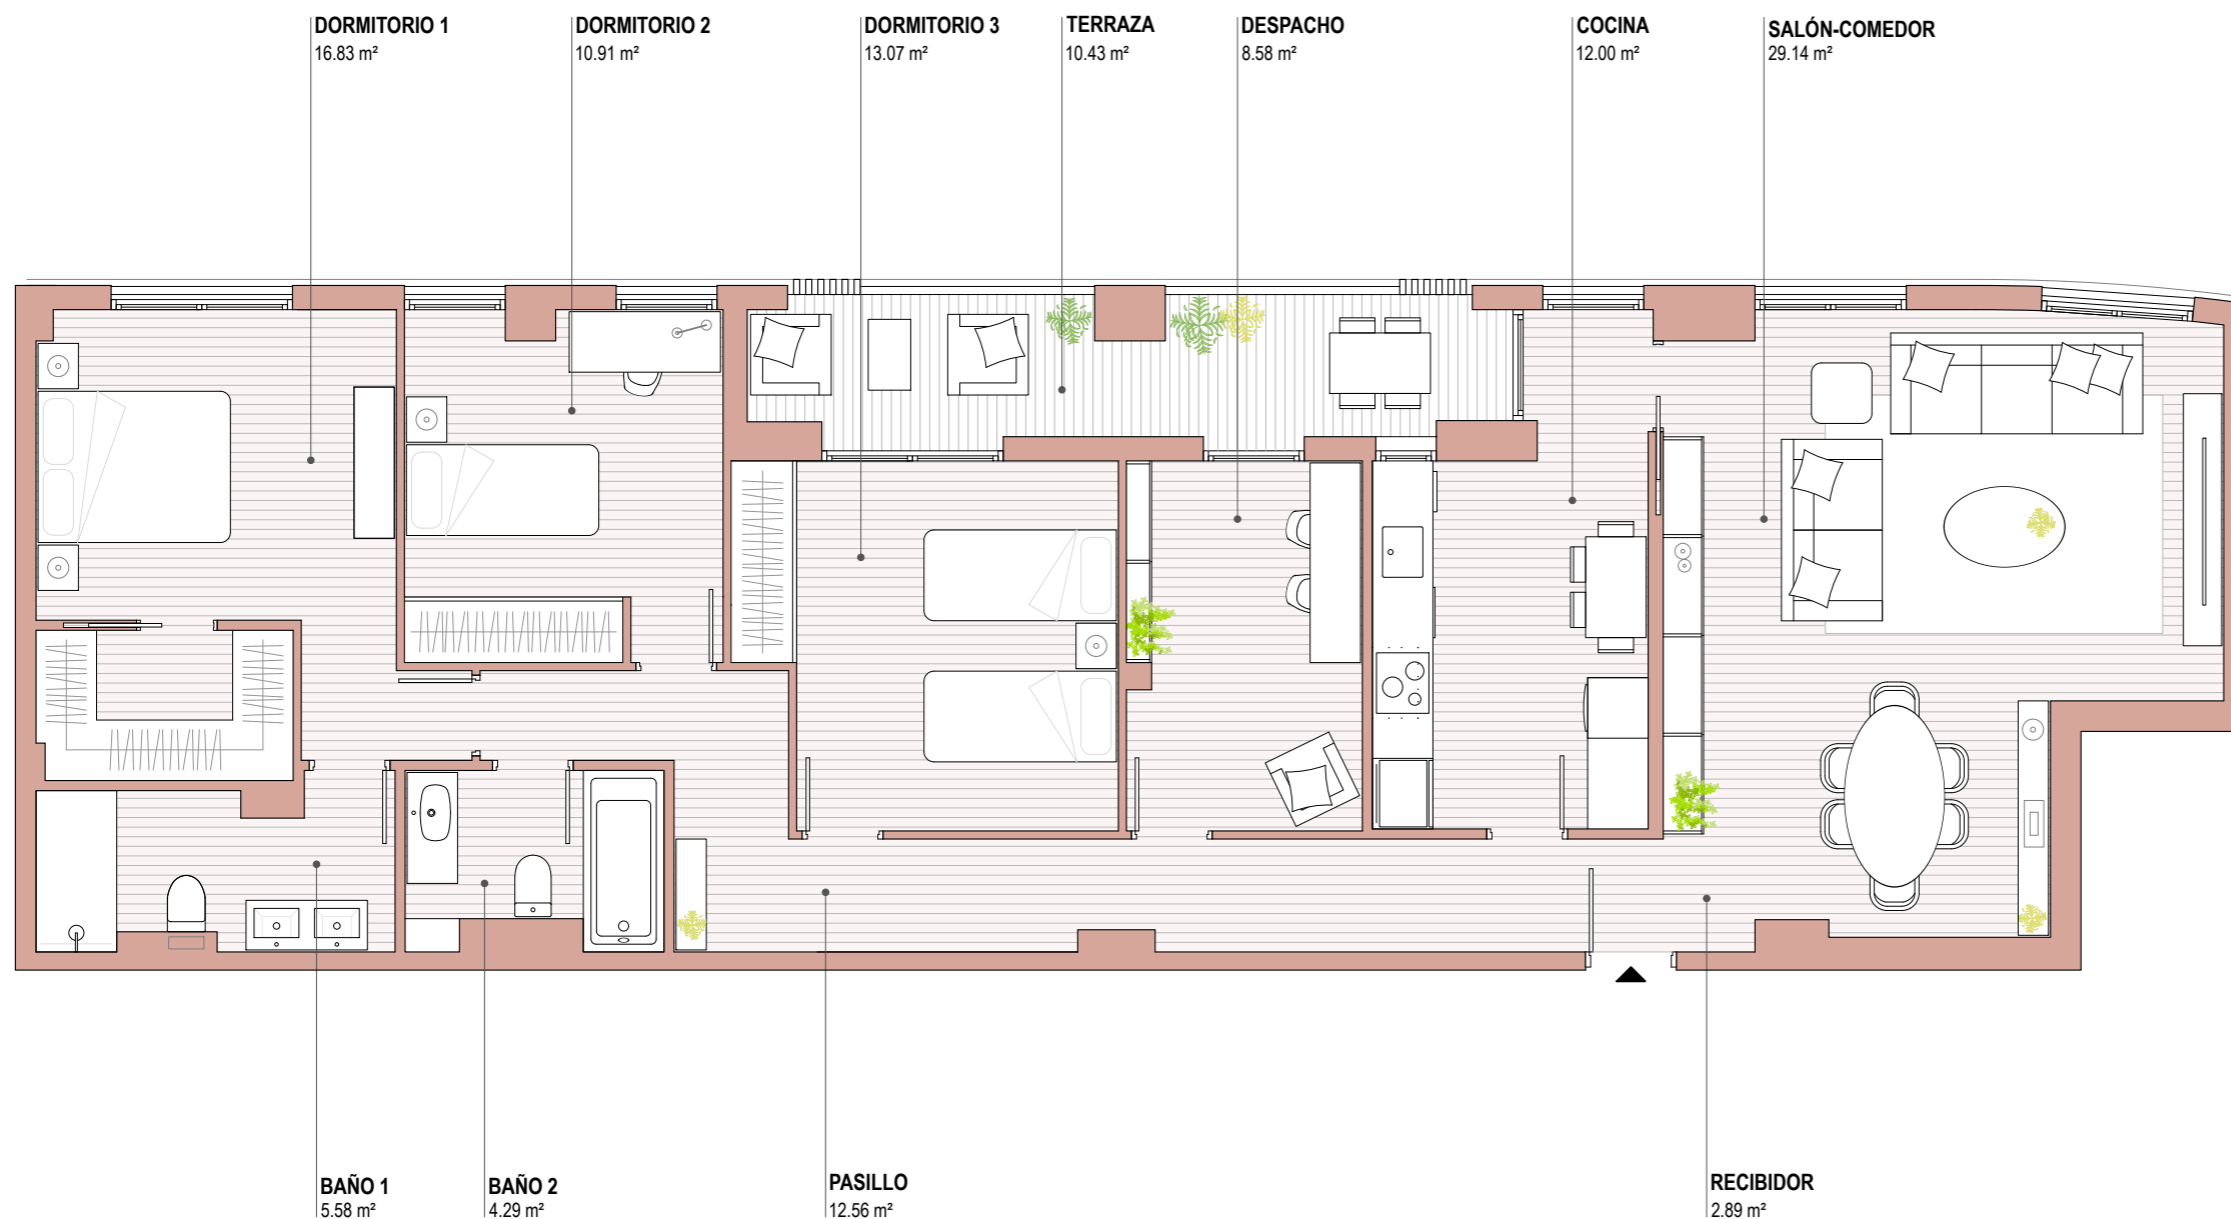 DORMITORIO 1
16.83 m²
DORMITORIO 2
10.91 m²
DORMITORIO 3
13.07 m²
TERRAZA
10.43 m²
DESPACHO
8.58 m²
COCINA
12.00 m²
SALÓN-COMEDOR
29.14 m²
BAÑO 1
5.58 m²
BAÑO 2
4.29 m²
PASILLO
12.56 m²
RECIBIDOR
2.89 m²